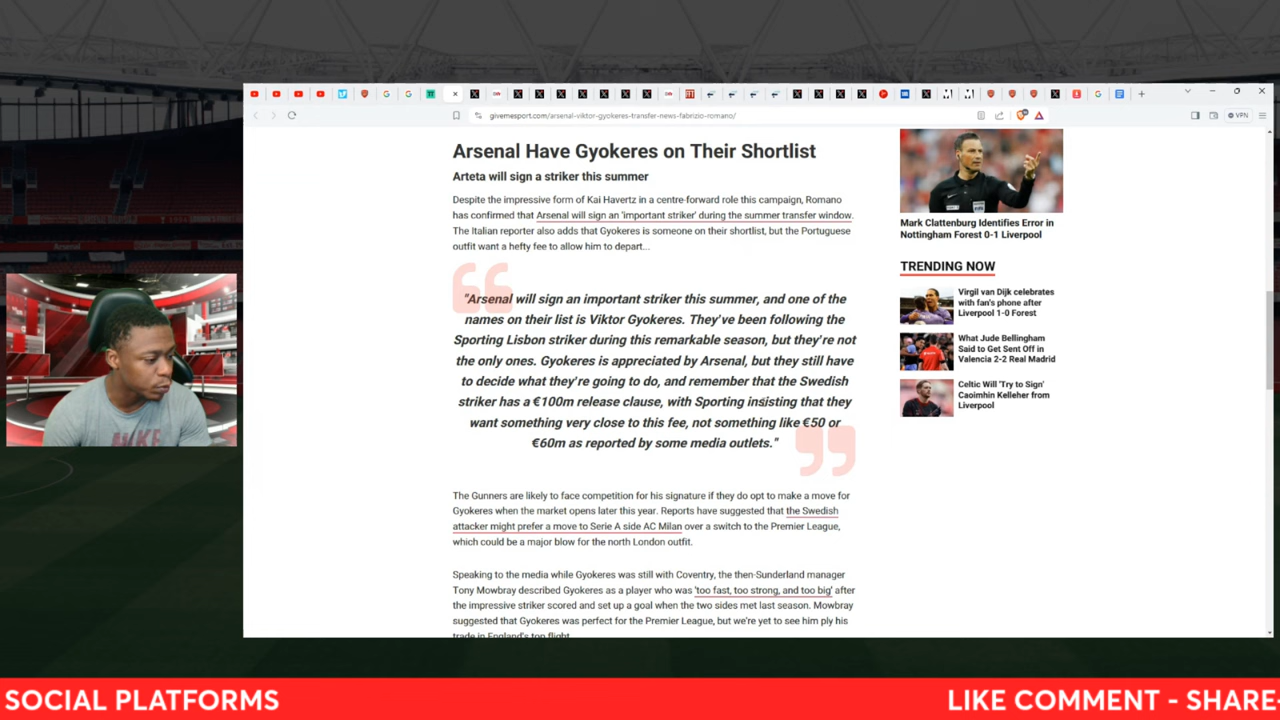 givemesport.com/arsenal-viktor-gyokeres-transfer-news-fabrizio-romano/
VPN
Arsenal Have Gyokeres on Their Shortlist
Arteta will sign a striker this summer
Despite the impressive form of Kai Havertz in a centre-forward role this campaign, Romano
has confirmed that Arsenal will sign an 'important striker' during the summer transfer window.
The Italian reporter also adds that Gyokeres is someone on their shortlist, but the Portuguese
outfit want a hefty fee to allow him to depart...
"Arsenal will sign an important striker this summer, and one of the
names on their list is Viktor Gyokeres. They've been following the
Sporting Lisbon striker during this remarkable season, but they're not
the only ones. Gyokeres is appreciated by Arsenal, but they still have
to decide what they're going to do, and remember that the Swedish
striker has a €100m release clause, with Sporting insisting that they
want something very close to this fee, not something like €50 or
€60m as reported by some media outlets."
The Gunners are likely to face competition for his signature if they do opt to make a move for
Gyokeres when the market opens later this year. Reports have suggested that the Swedish
attacker might prefer a move to Serie A side AC Milan over a switch to the Premier League,
which could be a major blow for the north London outfit.
Speaking to the media while Gyokeres was still with Coventry, the then-Sunderland manager
Tony Mowbray described Gyokeres as a player who was 'too fast, too strong, and too big' after
the impressive striker scored and set up a goal when the two sides met last season. Mowbray
suggested that Gyokeres was perfect for the Premier League, but we're yet to see him ply his
trade in England's top flight
Mark Clattenburg Identifies Error in
Nottingham Forest 0-1 Liverpool
TRENDING NOW
Virgil van Dijk celebrates
with fan's phone after
Liverpool 1-0 Forest
What Jude Bellingham
Said to Get Sent Off in
Valencia 2-2 Real Madrid
Celtic Will 'Try to Sign'
Caoimhin Kelleher from
Liverpool
SOCIAL PLATFORMS
LIKE COMMENT - SHARE-